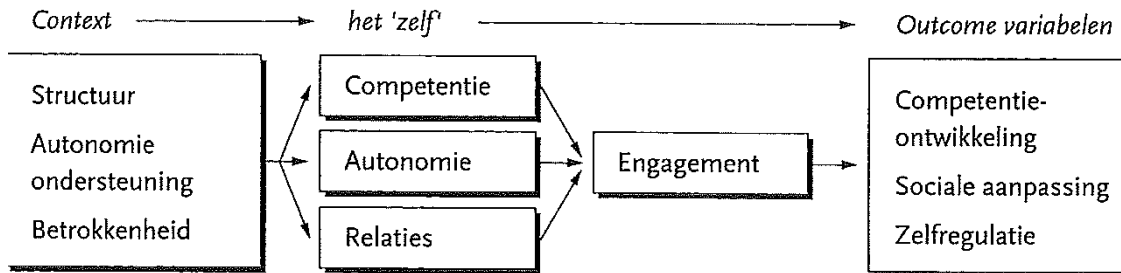 Context
het 'zelf'
Outcome variabelen
Structuur
Autonomie
ondersteuning
Betrokkenheid
Competentie
Autonomie
Relaties
Engagement
Competentie-
ontwikkeling
Sociale aanpassing
Zelfregulatie